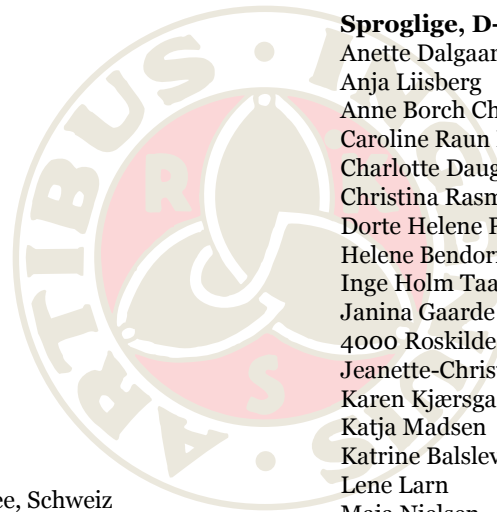 Sproglige, D-
Anette Dalgaar
Anja Liisberg
Anne Borch Ch
Caroline Raun
Charlotte Daug
Christina Rasm
Dorte Helene
Helene Bendor
Inge Holm Taa
Janina Gaarde
4000 Roskilde
Jeanette-Chris
Karen Kjærsga
Katja Madsen
Katrine Balslev
Lene Larn
ee, Schweiz
ARTIBUS
R
S